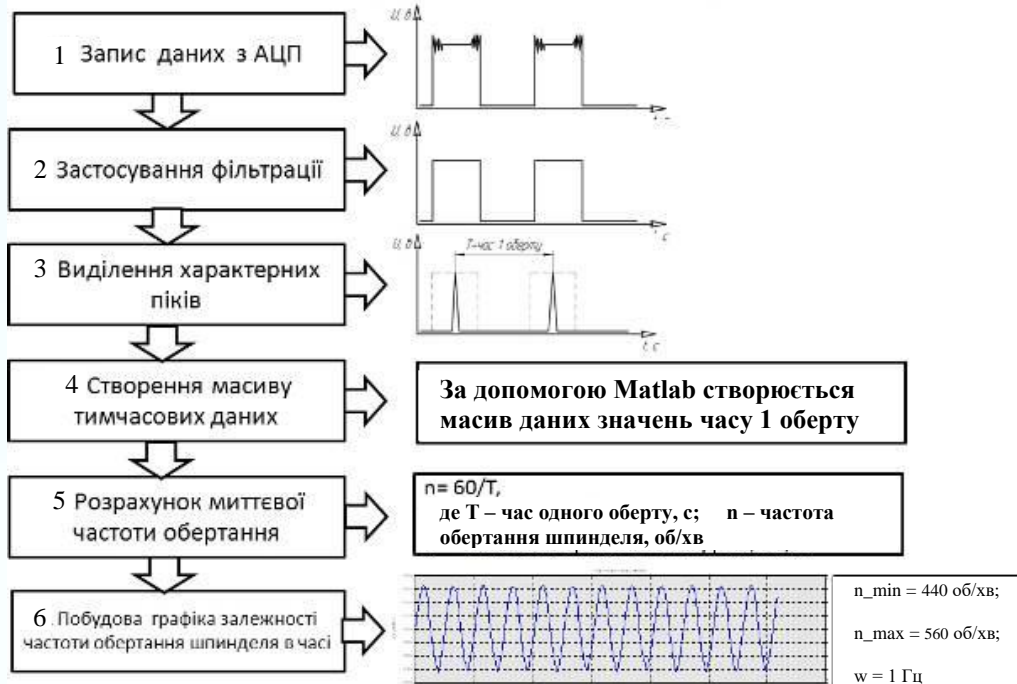 1 Запис даних з АЦП
U, в
2 Застосування фільтрації
U, в
t, с
3 Виділення характерних
піків
U, в
Т-час 1 оберту
t, с
4 Створення масиву
тимчасових даних
За допомогою Matlab створюється
масив даних значень часу 1 оберту
5 Розрахунок миттєвої
частоти обертання
n= 60/T,
де Т – час одного оберту, с; n – частота
обертання шпинделя, об/хв
6 Побудова графіка залежності
частоти обертання шпинделя в часі
n_min = 440 об/хв;
n_max = 560 об/хв;
w = 1 Гц